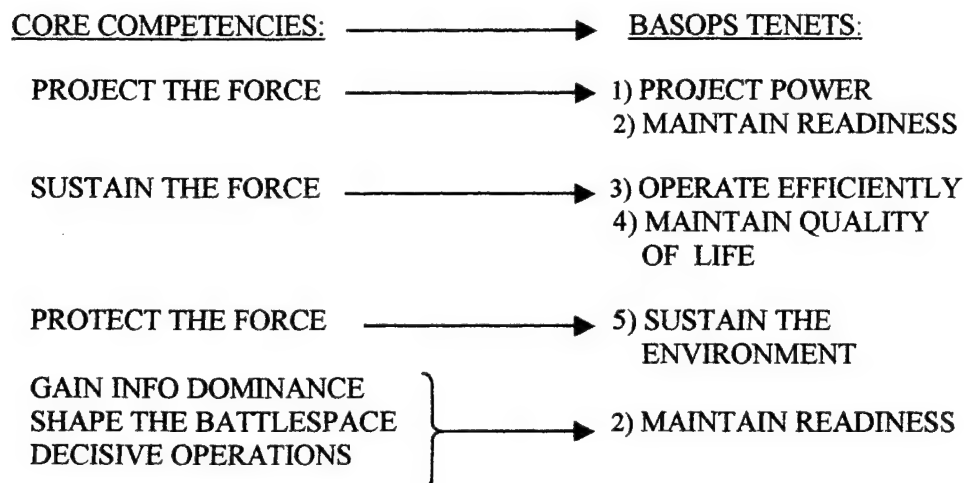 CORE COMPETENCIES: BASOPS TENETS:
PROJECT THE FORCE 1) PROJECT POWER
2) MAINTAIN READINESS
SUSTAIN THE FORCE 3) OPERATE EFFICIENTLY
4) MAINTAIN QUALITY
OF LIFE
PROTECT THE FORCE 5) SUSTAIN THE
ENVIRONMENT
GAIN INFO DOMINANCE
SHAPE THE BATTLESPACE 2) MAINTAIN READINESS
DECISIVE OPERATIONS